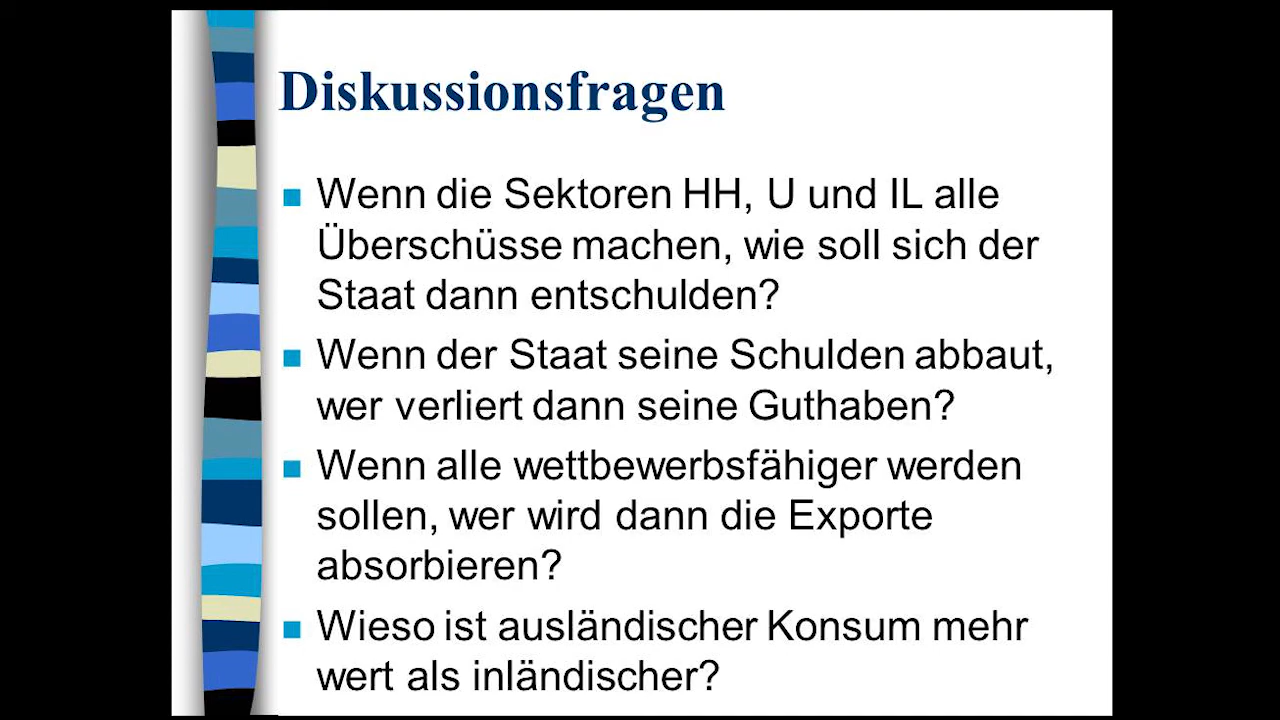 Diskussionsfragen
Wenn die Sektoren HH, U und IL alle
Überschüsse machen, wie soll sich der
Staat dann entschulden?
Wenn der Staat seine Schulden abbaut,
wer verliert dann seine Guthaben?
Wenn alle wettbewerbsfähiger werden
sollen, wer wird dann die Exporte
absorbieren?
Wieso ist ausländischer Konsum mehr
wert als inländischer?